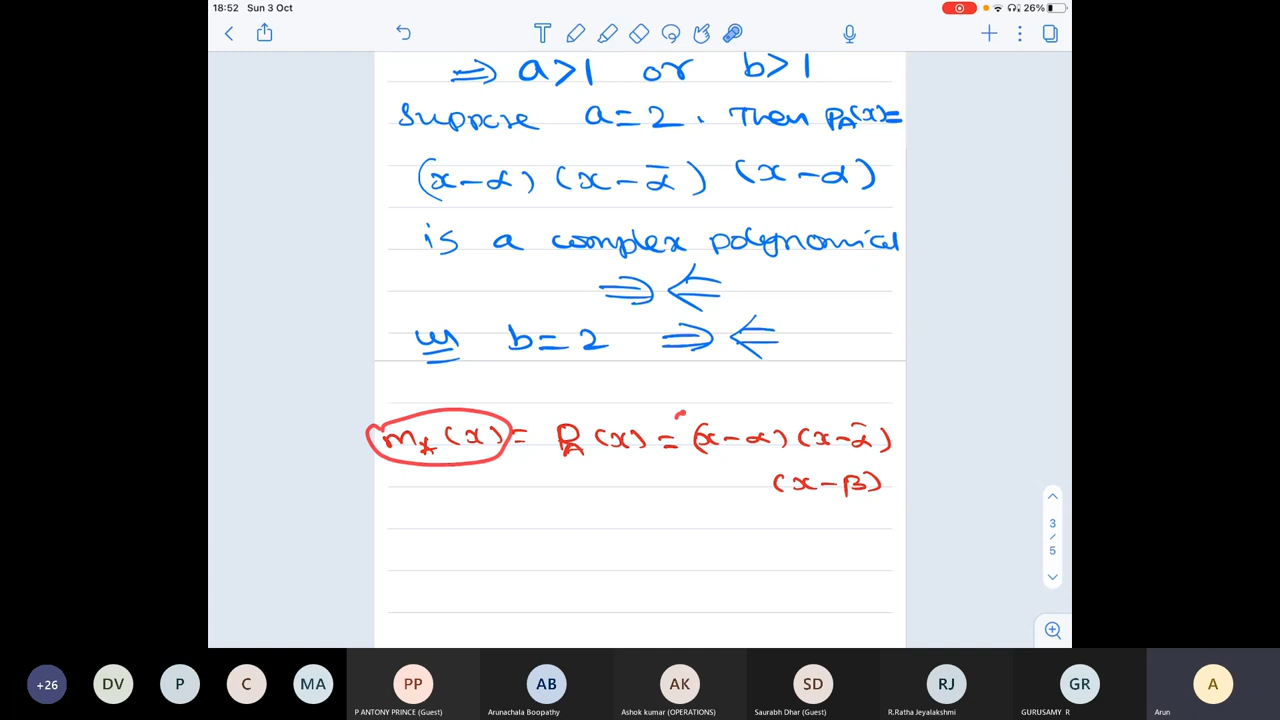 18:52 Sun 3 Oct
26%
T
⇒ a>1 or b>1
Suppose a=2. Then P_A(x)=
(x-α) (x-ᾱ) (x-α)
is a complex polynomial
⇒⇐
b=2 ⇒⇐
m_A(x) = P_A(x) = (x-α)(x-ᾱ)
(x-β)
3
/
5
+26
DV
P
C
MA
PP
P ANTONY PRINCE (Guest)
AB
Arunachala Boopathy
AK
Ashok kumar (OPERATIONS)
SD
Saurabh Dhar (Guest)
RJ
R.Ratha Jeyalakshmi
GR
GURUSAMY R
A
Arun